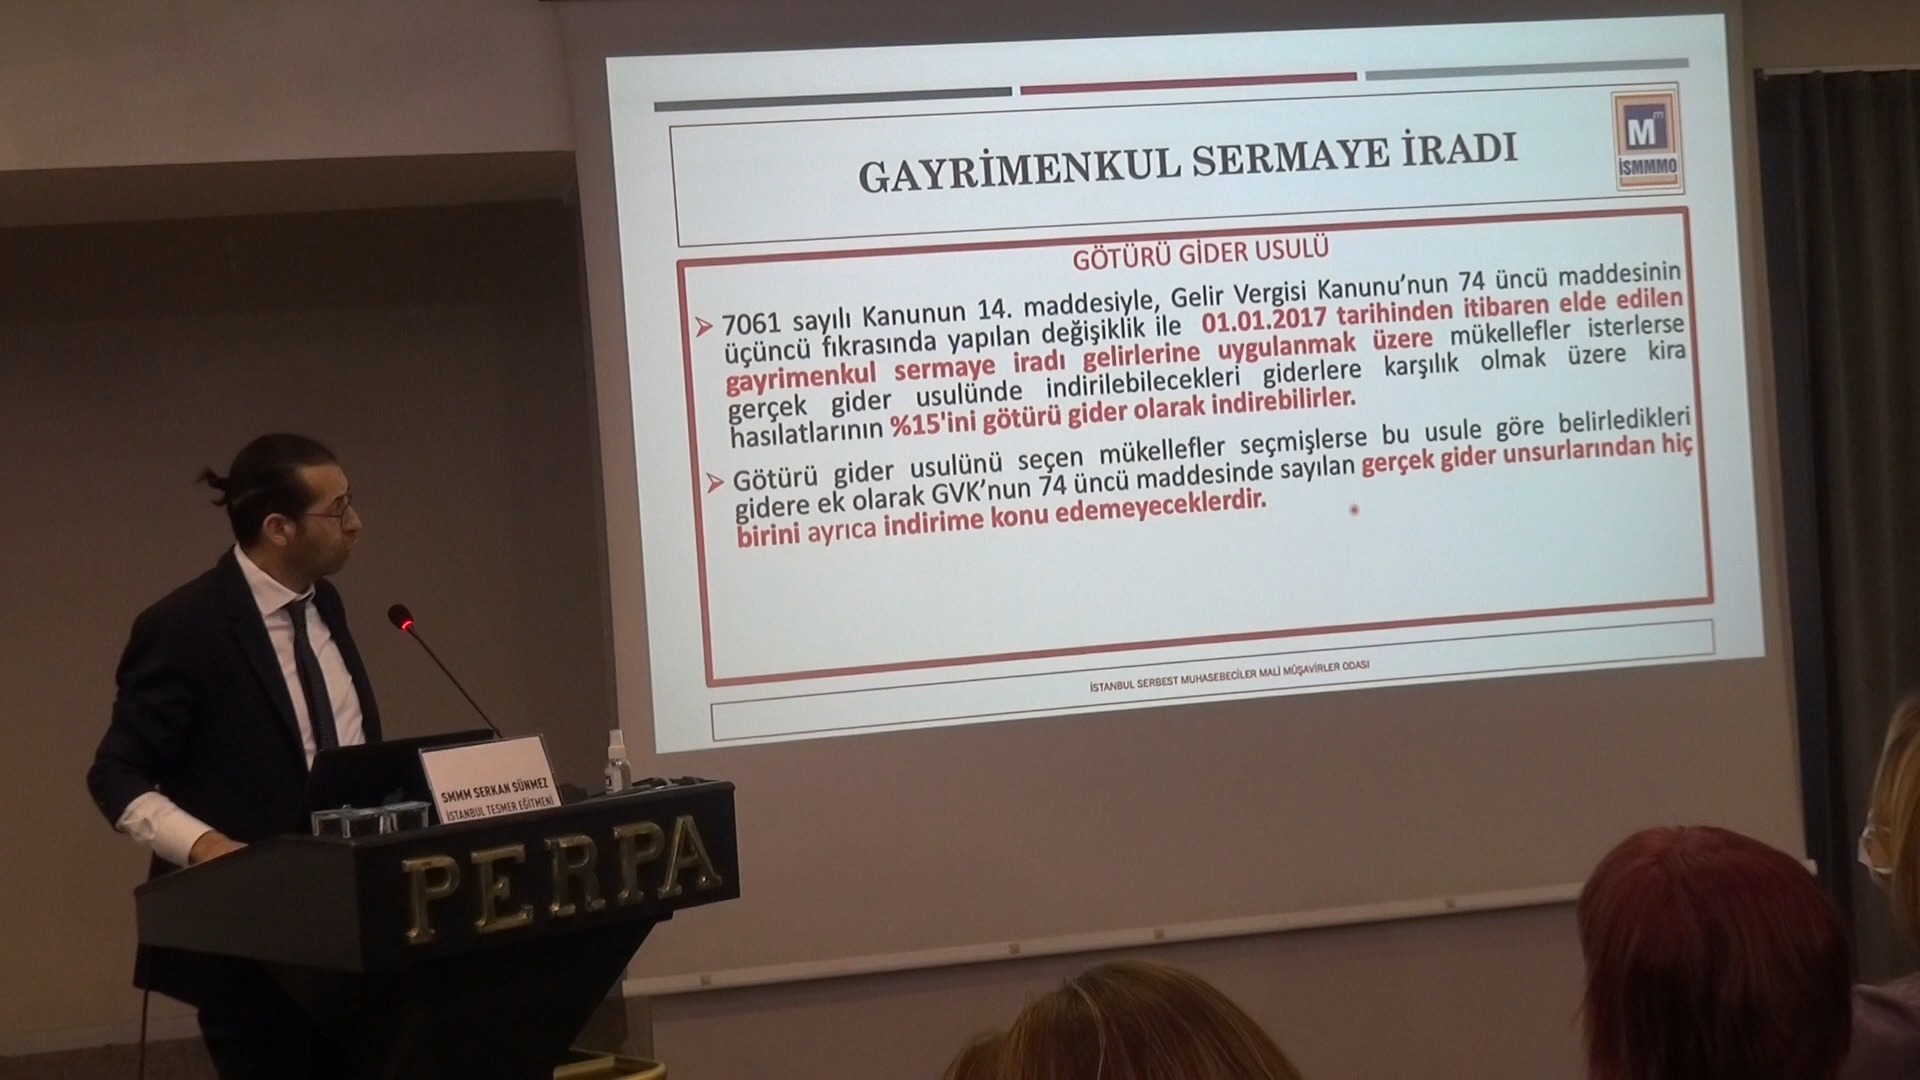 GAYRİMENKUL SERMAYE İRADI
M
İSMMMO
GÖTÜRÜ GİDER USULÜ
➢ 7061 sayılı Kanunun 14. maddesiyle, Gelir Vergisi Kanunu’nun 74 üncü maddesinin
üçüncü fıkrasında yapılan değişiklik ile 01.01.2017 tarihinden itibaren elde edilen
gayrimenkul sermaye iradı gelirlerine uygulanmak üzere mükellefler isterlerse
gerçek gider usulünde indirilebilecekleri giderlere karşılık olmak üzere kira
hasılatlarının %15'ini götürü gider olarak indirebilirler.
➢ Götürü gider usulünü seçen mükellefler seçmişlerse bu usule göre belirledikleri
gidere ek olarak GVK’nun 74 üncü maddesinde sayılan gerçek gider unsurlarından hiç
birini ayrıca indirime konu edemeyeceklerdir.
İSTANBUL SERBEST MUHASEBECİLER MALİ MÜŞAVİRLER ODASI
SMMM SERKAN SÜNMEZ
İSTANBUL TESMER EĞİTMENİ
PERPA